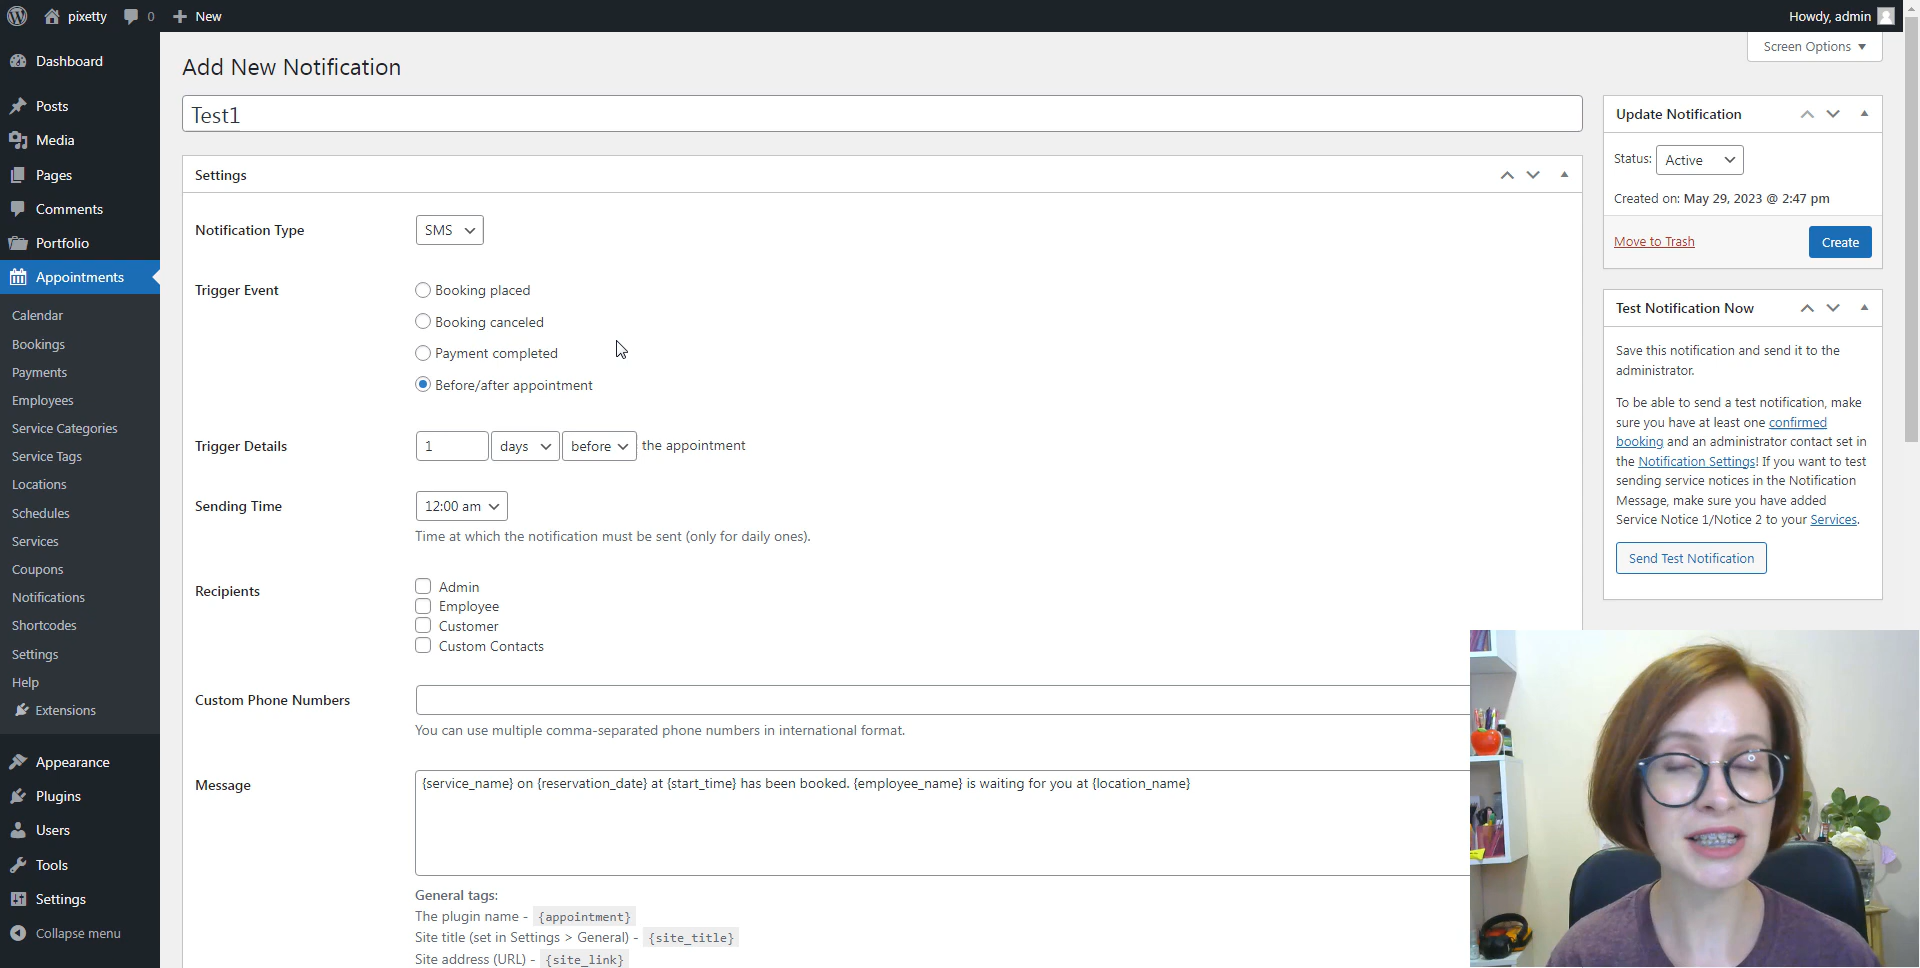 pixetty 0 New Howdy, admin
Screen Options
Dashboard
Posts
Media
Pages
Comments
Portfolio
Appointments
Calendar
Bookings
Payments
Employees
Service Categories
Service Tags
Locations
Schedules
Services
Coupons
Notifications
Shortcodes
Settings
Help
Extensions
Appearance
Plugins
Users
Tools
Settings
Collapse menu
Add New Notification
Test1
Settings
Notification Type SMS
Trigger Event Booking placed
Booking canceled
Payment completed
Before/after appointment
Trigger Details 1 days before the appointment
Sending Time 12:00 am
Time at which the notification must be sent (only for daily ones).
Recipients Admin
Employee
Customer
Custom Contacts
Custom Phone Numbers
You can use multiple comma-separated phone numbers in international format.
Message {service_name} on {reservation_date} at {start_time} has been booked. {employee_name} is waiting for you at {location_name}
General tags:
The plugin name - {appointment}
Site title (set in Settings > General) - {site_title}
Site address (URL) - {site_link}
Update Notification
Status: Active
Created on: May 29, 2023 @ 2:47 pm
Move to Trash Create
Test Notification Now
Save this notification and send it to the
administrator.
To be able to send a test notification, make
sure you have at least one confirmed
booking and an administrator contact set in
the Notification Settings! If you want to test
sending service notices in the Notification
Message, make sure you have added
Service Notice 1/Notice 2 to your Services.
Send Test Notification